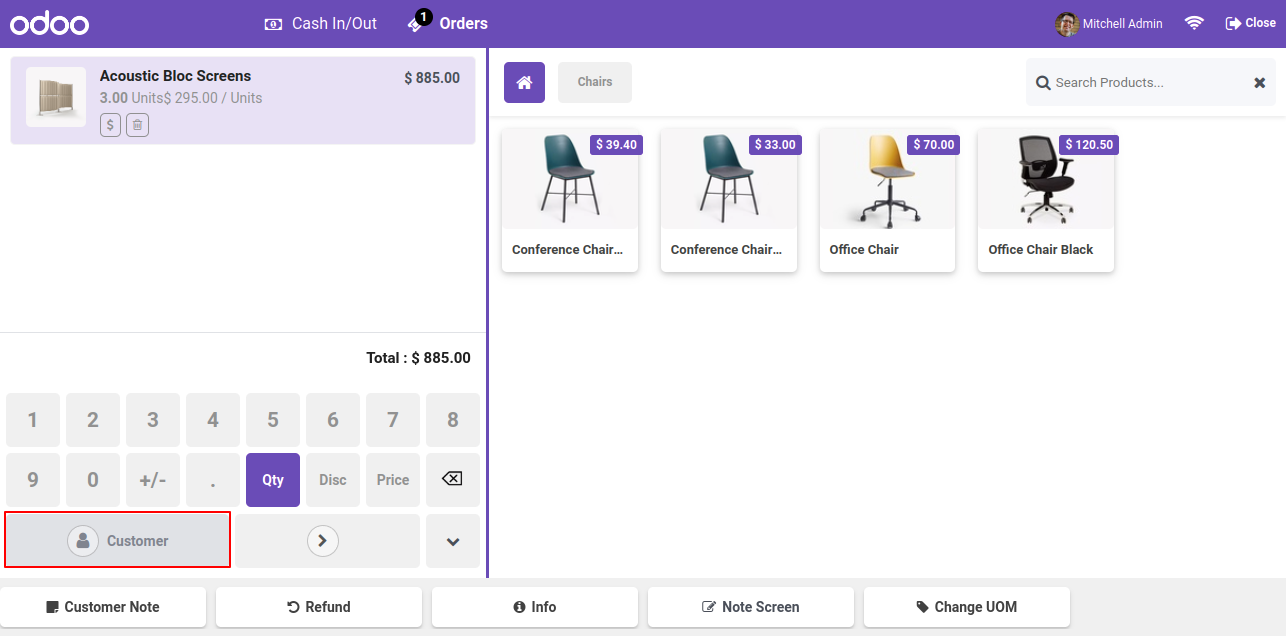 odoo
Cash In/Out
1
Orders
Mitchell Admin
Close
Acoustic Bloc Screens
$ 885.00
3.00 Units$ 295.00 / Units
$
Chairs
Search Products...
$ 39.40
Conference Chair...
$ 33.00
Conference Chair...
$ 70.00
Office Chair
$ 120.50
Office Chair Black
Total : $ 885.00
1 2 3 4 5 6 7 8
9 0 +/- . Qty Disc Price
Customer
Customer Note
Refund
Info
Note Screen
Change UOM